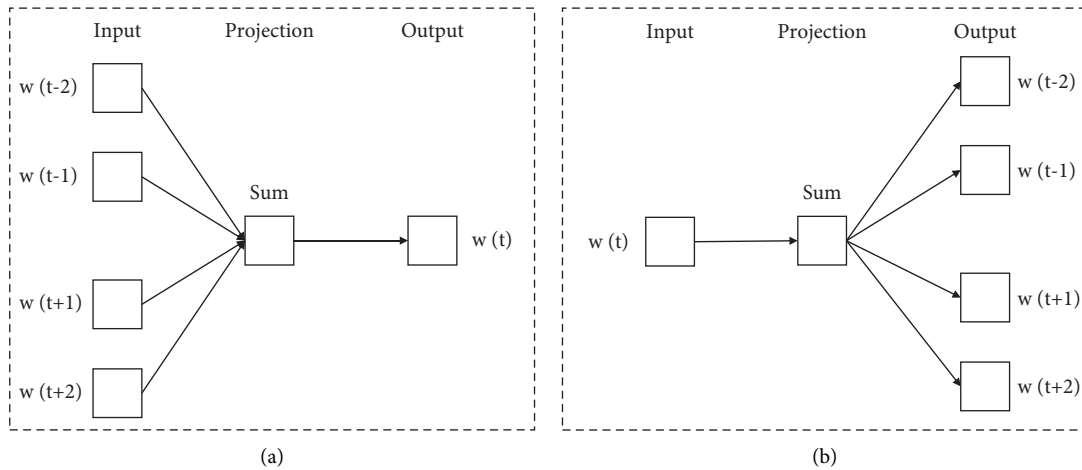 Input Projection Output
w (t-2)
w (t-1)
Sum
w (t)
w (t+1)
w (t+2)
(a)
Input Projection Output
w (t-2)
w (t-1)
Sum
w (t)
w (t+1)
w (t+2)
(b)